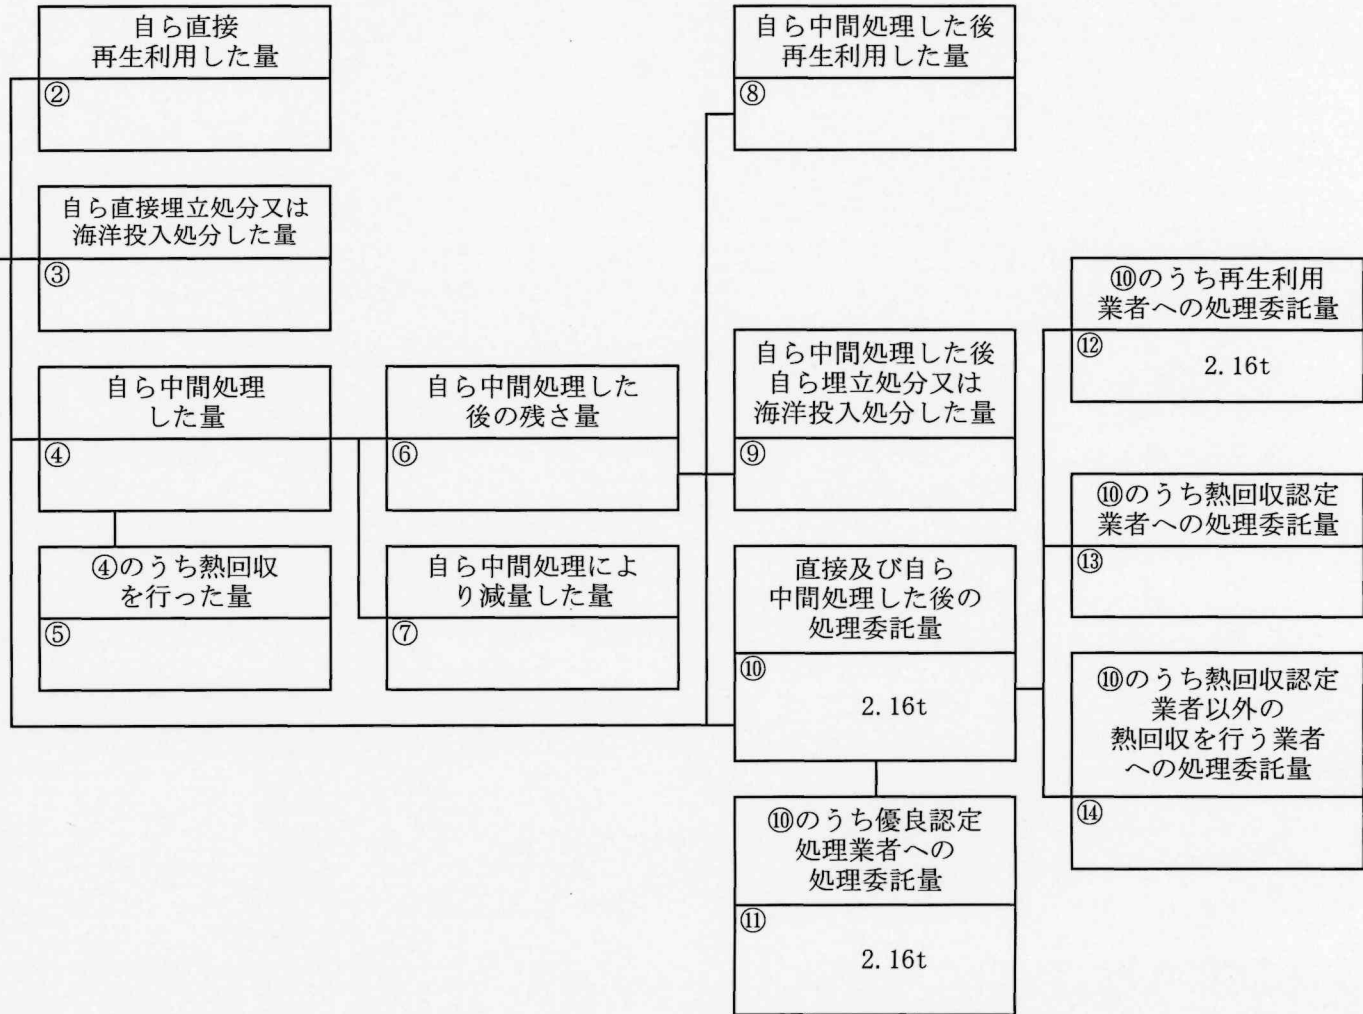 自ら直接
再生利用した量
②
自ら直接埋立処分又は
海洋投入処分した量
③
自ら中間処理
した量
④
④のうち熱回収
を行った量
⑤
自ら中間処理した
後の残さ量
⑥
自ら中間処理によ
り減量した量
⑦
自ら中間処理した後
再生利用した量
⑧
自ら中間処理した後
自ら埋立処分又は
海洋投入処分した量
⑨
直接及び自ら
中間処理した後の
処理委託量
⑩
2.16t
⑩のうち優良認定
処理業者への
処理委託量
⑪
2.16t
⑩のうち再生利用
業者への処理委託量
⑫
2.16t
⑩のうち熱回収認定
業者への処理委託量
⑬
⑩のうち熱回収認定
業者以外の
熱回収を行う業者
への処理委託量
⑭